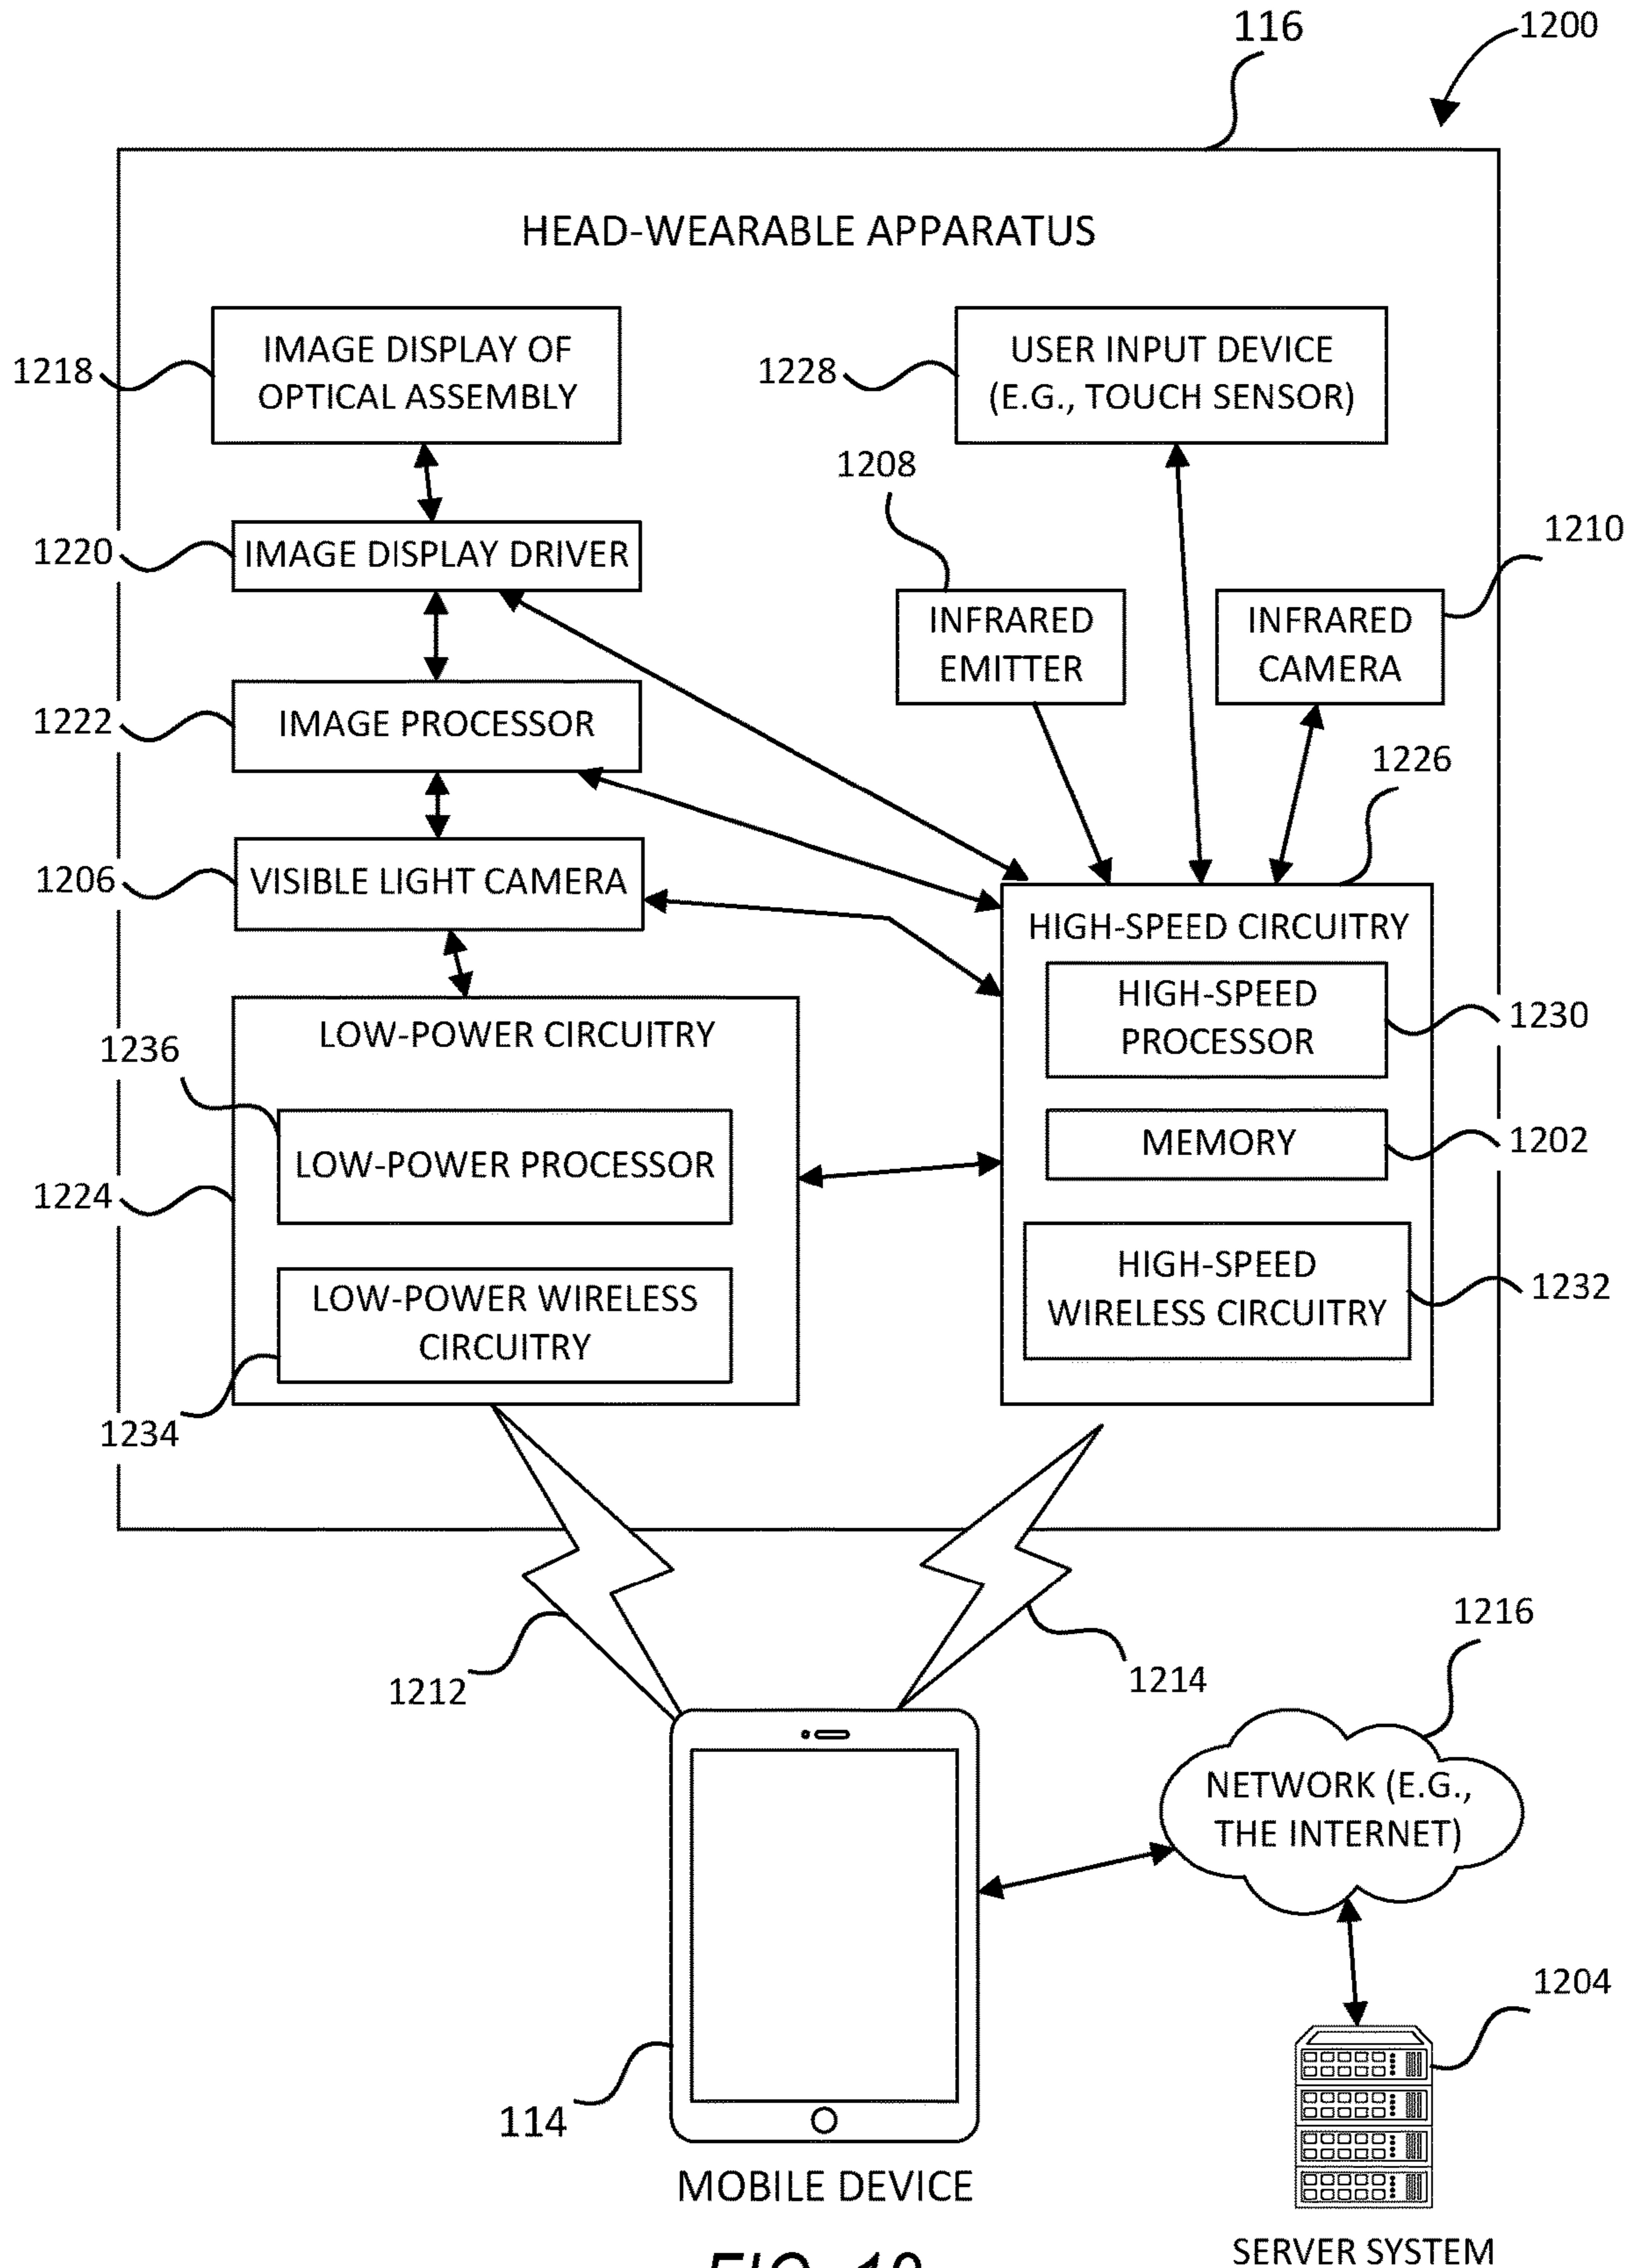 116
1200
HEAD-WEARABLE APPARATUS
1218
IMAGE DISPLAY OF
OPTICAL ASSEMBLY
1228
USER INPUT DEVICE
(E.G., TOUCH SENSOR)
1208
1220
IMAGE DISPLAY DRIVER
1210
INFRARED
EMITTER
INFRARED
CAMERA
1222
IMAGE PROCESSOR
1226
1206
VISIBLE LIGHT CAMERA
HIGH-SPEED CIRCUITRY
HIGH-SPEED
PROCESSOR
1230
LOW-POWER CIRCUITRY
1236
MEMORY
1202
LOW-POWER PROCESSOR
1224
HIGH-SPEED
WIRELESS CIRCUITRY
1232
LOW-POWER WIRELESS
CIRCUITRY
1234
1212
1214
1216
NETWORK (E.G.,
THE INTERNET)
1204
114
MOBILE DEVICE
SERVER SYSTEM
FIG.